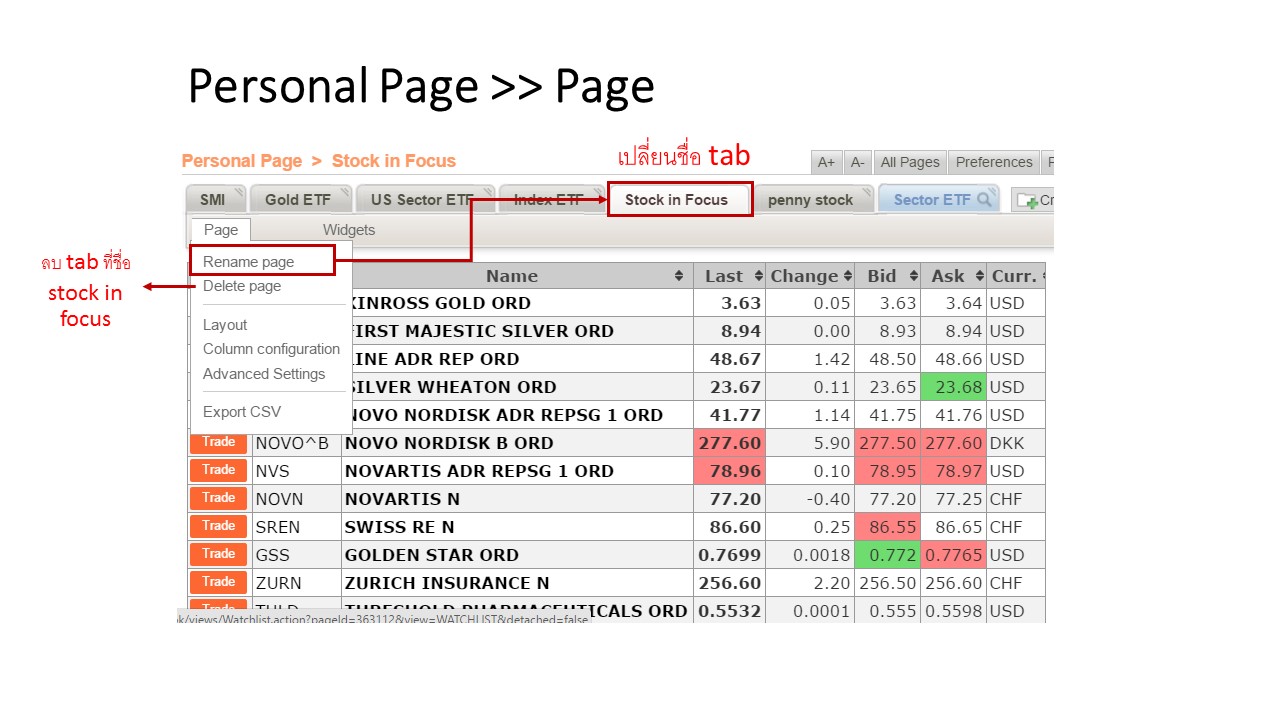 Personal Page >> Page
เปลี่ยนชื่อ tab
Personal Page > Stock in Focus
A+ A- All Pages Preferences
SMI Gold ETF US Sector ETF Index ETF Stock in Focus penny stock Sector ETF
Page Widgets
Rename page
Delete page
Layout
Column configuration
Advanced Settings
Export CSV
ลบ tab ที่ชื่อ
stock in
focus
Name Last Change Bid Ask Curr.
KINROSS GOLD ORD 3.63 0.05 3.63 3.64 USD
FIRST MAJESTIC SILVER ORD 8.94 0.00 8.93 8.94 USD
LINE ADR REP ORD 48.67 1.42 48.50 48.66 USD
SILVER WHEATON ORD 23.67 0.11 23.65 23.68 USD
NOVO NORDISK ADR REPSG 1 ORD 41.77 1.14 41.75 41.76 USD
Trade NOVO^B NOVO NORDISK B ORD 277.60 5.90 277.50 277.60 DKK
Trade NVS NOVARTIS ADR REPSG 1 ORD 78.96 0.10 78.95 78.97 USD
Trade NOVN NOVARTIS N 77.20 -0.40 77.20 77.25 CHF
Trade SREN SWISS RE N 86.60 0.25 86.55 86.65 CHF
Trade GSS GOLDEN STAR ORD 0.7699 0.0018 0.772 0.7765 USD
Trade ZURN ZURICH INSURANCE N 256.60 2.20 256.50 256.60 CHF
Trade THLD THRESHOLD PHARMACEUTICALS ORD 0.5532 0.0001 0.555 0.5598 USD
ok/views/Watchlist.action?pageId=363112&view=WATCHLIST&detached=false